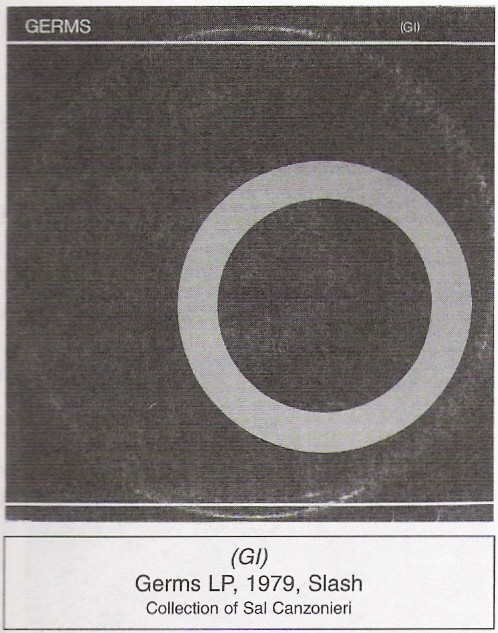 GERMS (GI)
(GI)
Germs LP, 1979, Slash
Collection of Sal Canzonieri